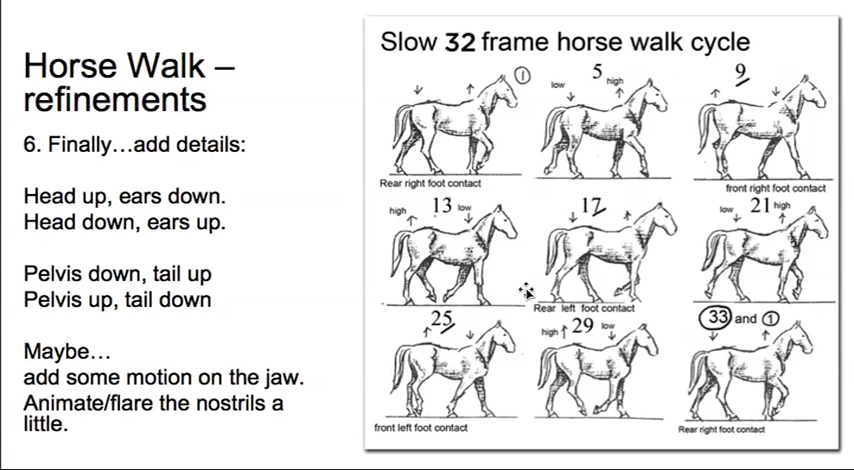 Horse Walk –
refinements
6. Finally…add details:
Head up, ears down.
Head down, ears up.
Pelvis down, tail up
Pelvis up, tail down
Maybe…
add some motion on the jaw.
Animate/flare the nostrils a
little.
Slow 32 frame horse walk cycle
1
low 5 high
9
Rear right foot contact
front right foot contact
high 13 low
17
low 21 high
Rear left foot contact
25
high 29 low
33 and 1
front left foot contact
Rear right foot contact